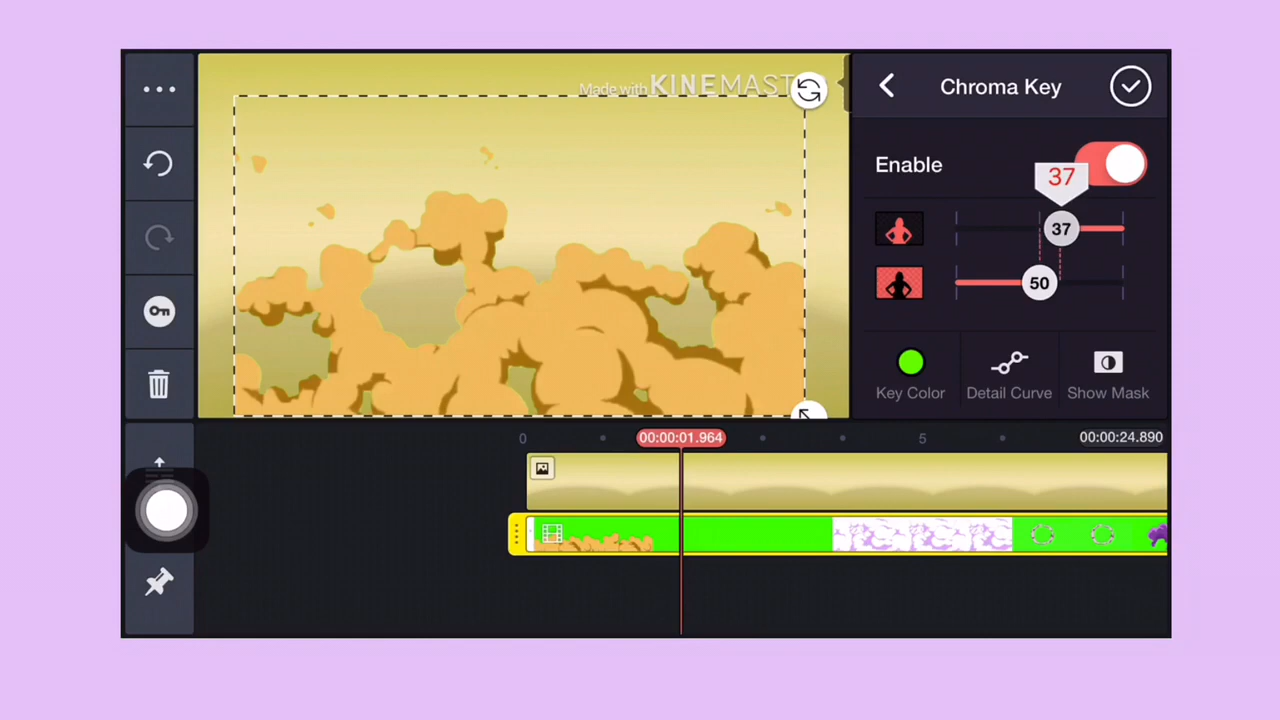 Made with KINEMAST
Chroma Key
Enable
37
37
50
Key Color
Detail Curve
Show Mask
0
00:00:01.964
5
00:00:24.890